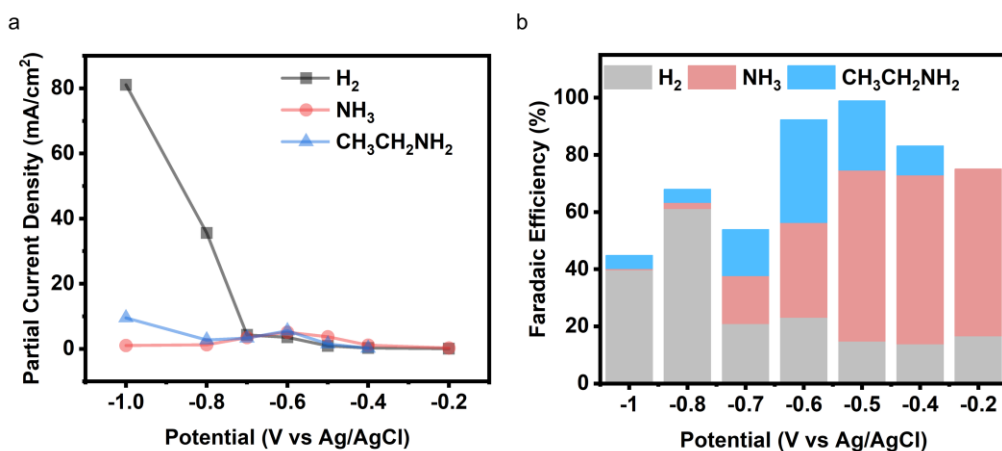 a
Partial Current Density (mA/cm²)
80
60
40
20
0
H₂
NH₃
CH₃CH₂NH₂
-1.0 -0.8 -0.6 -0.4 -0.2
Potential (V vs Ag/AgCl)
b
Faradaic Efficiency (%)
100
80
60
40
20
0
H₂ NH₃ CH₃CH₂NH₂
-1 -0.8 -0.7 -0.6 -0.5 -0.4 -0.2
Potential (V vs Ag/AgCl)